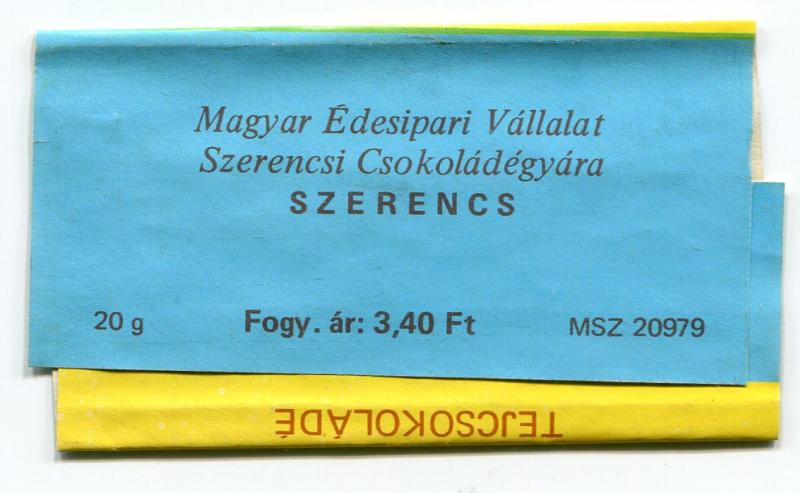 Magyar Édesipari Vállalat
Szerencsi Csokoládégyára
SZERENCS
20 g Fogy. ár: 3,40 Ft MSZ 20979
TEJCSOKOLÁDÉ